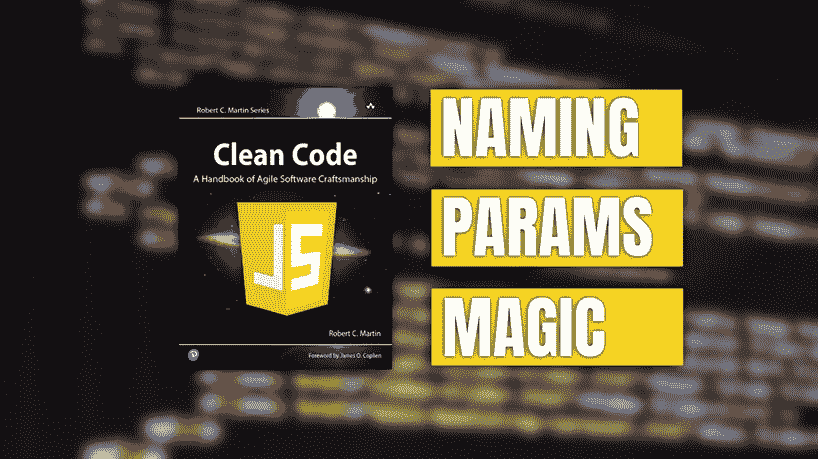 Robert C. Martin Series
Clean Code
A Handbook of Agile Software Craftsmanship
JS
Robert C. Martin
Foreword by James O. Coplien
NAMING
PARAMS
MAGIC